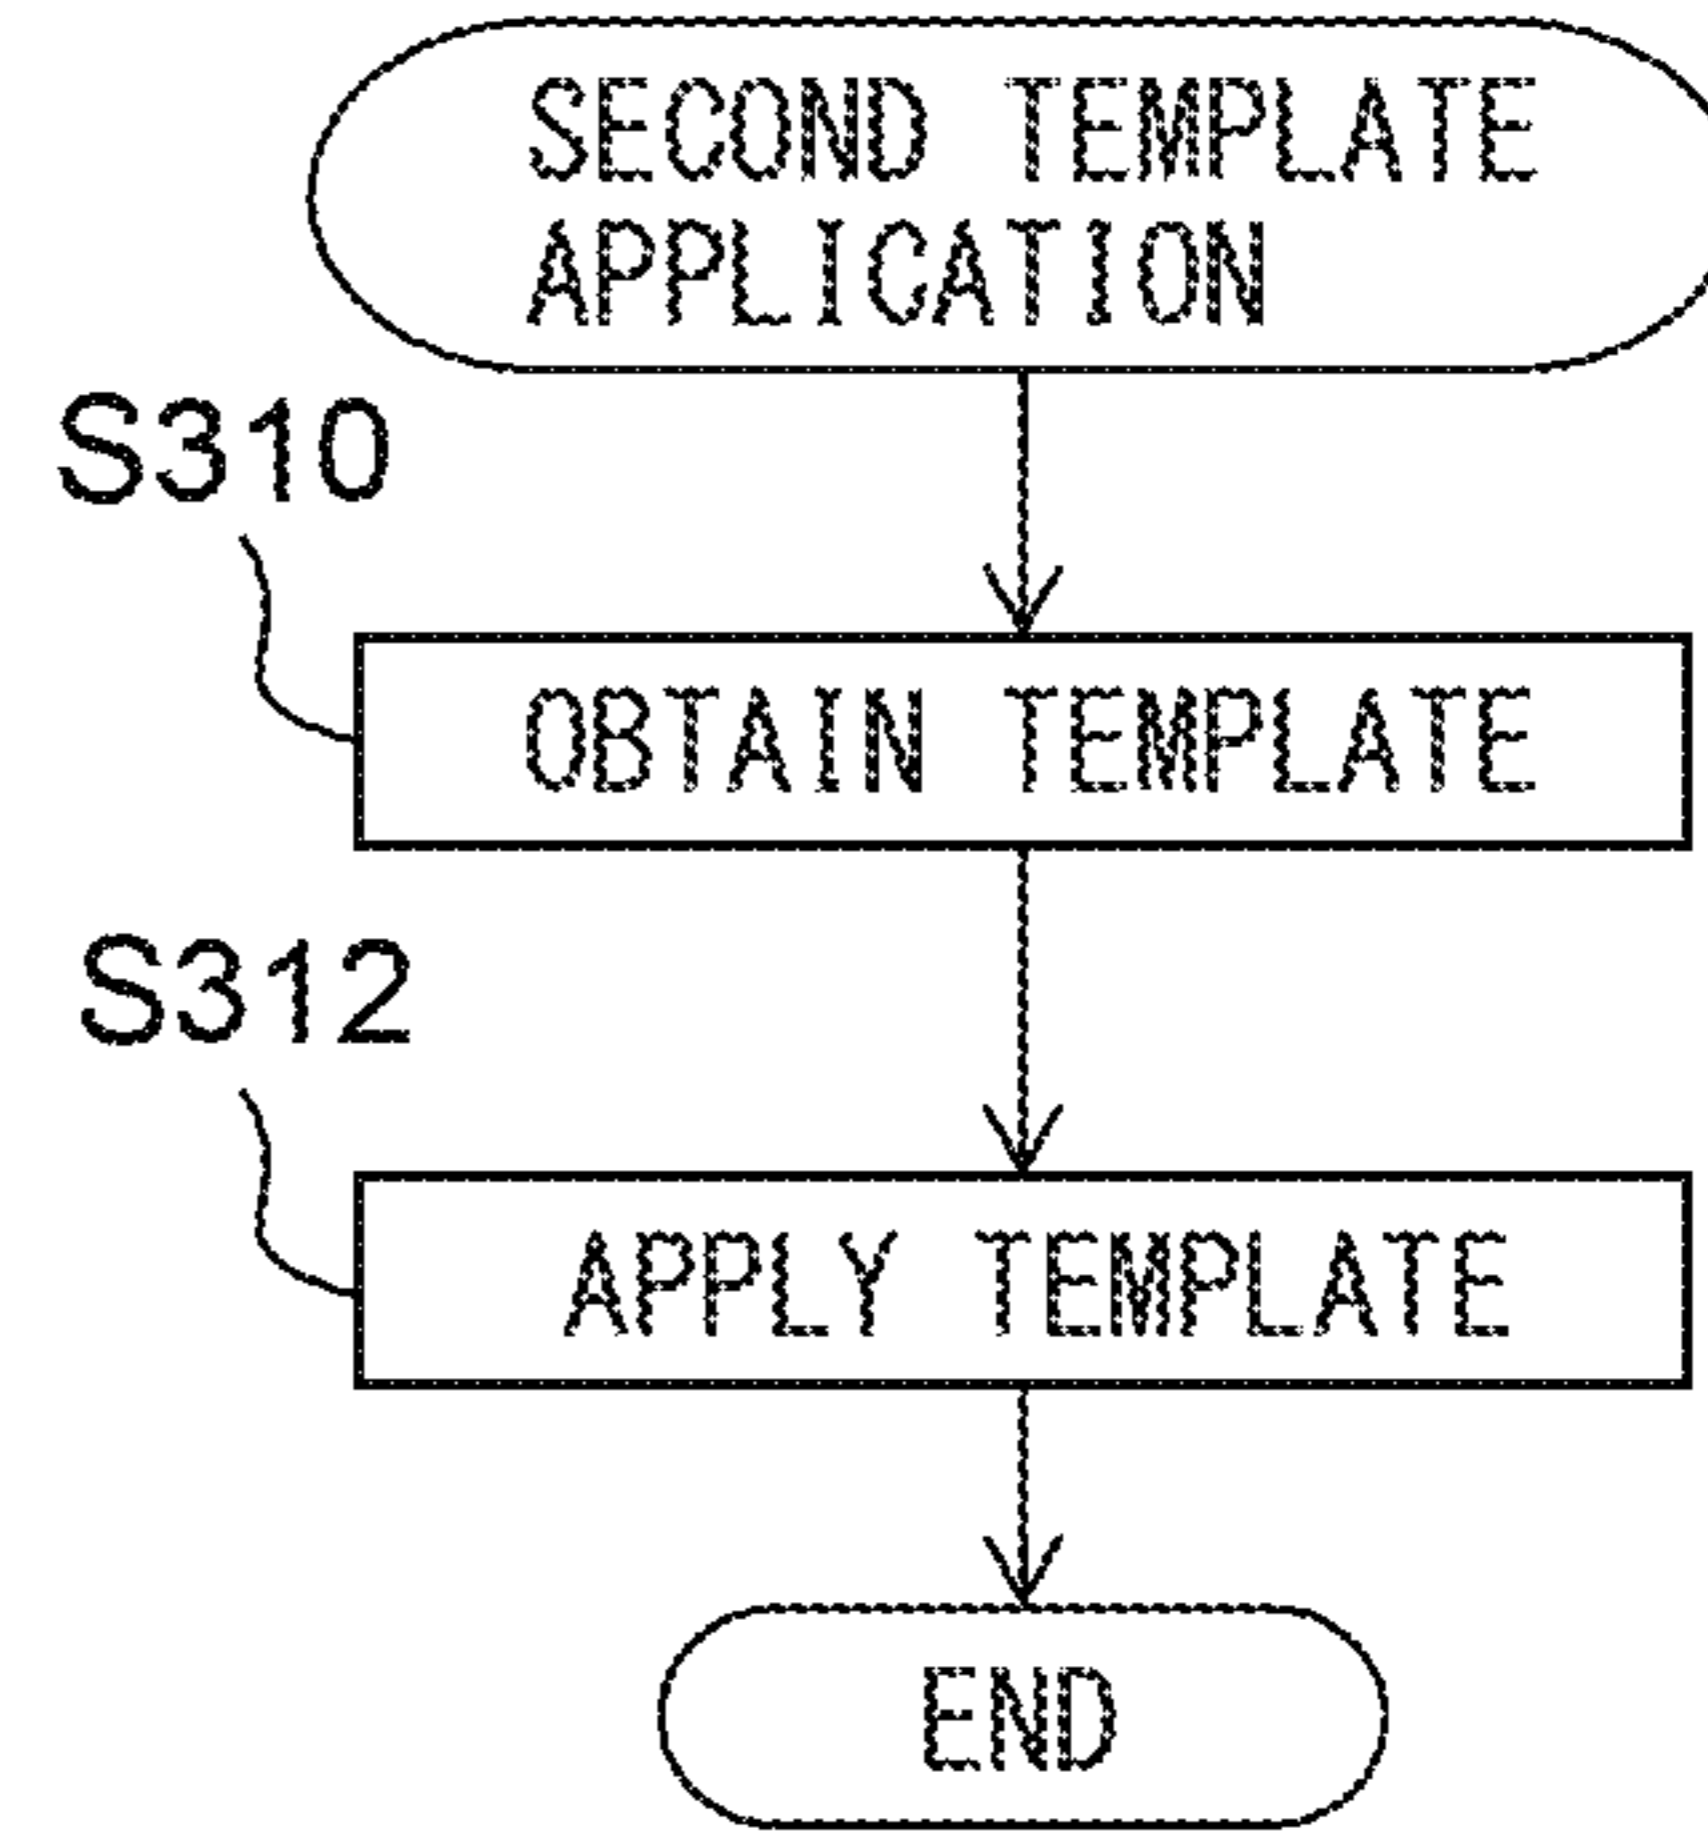 SECOND TEMPLATE
APPLICATION
S310
OBTAIN TEMPLATE
S312
APPLY TEMPLATE
END